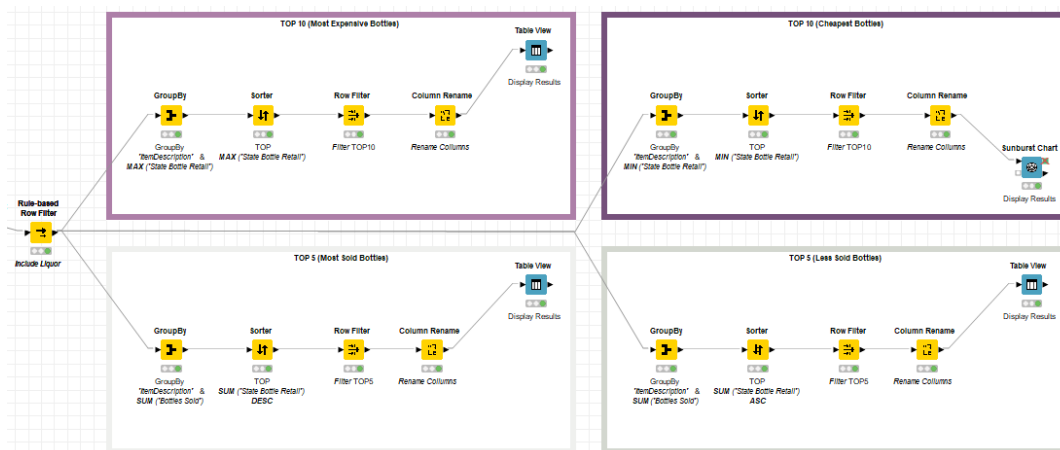 TOP 10 (Most Expensive Bottles)
Table View
Display Results
GroupBy
Sorter
Row Filter
Column Rename
GroupBy
"itemDescription" &
MAX ("State Bottle Retail")
TOP
MAX ("State Bottle Retail")
Filter TOP10
Rename Columns
TOP 10 (Cheapest Bottles)
GroupBy
Sorter
Row Filter
Column Rename
GroupBy
"itemDescription" &
MIN ("State Bottle Retail")
TOP
MIN ("State Bottle Retail")
Filter TOP10
Rename Columns
Sunburst Chart
Display Results
Rule-based
Row Filter
Include Liquor
TOP 5 (Most Sold Bottles)
Table View
Display Results
GroupBy
Sorter
Row Filter
Column Rename
GroupBy
"itemDescription" &
SUM ("Bottles Sold")
TOP
SUM ("State Bottle Retail")
DESC
Filter TOP5
Rename Columns
TOP 5 (Less Sold Bottles)
Table View
Display Results
GroupBy
Sorter
Row Filter
Column Rename
GroupBy
"itemDescription" &
SUM ("Bottles Sold")
TOP
SUM ("State Bottle Retail")
ASC
Filter TOP5
Rename Columns